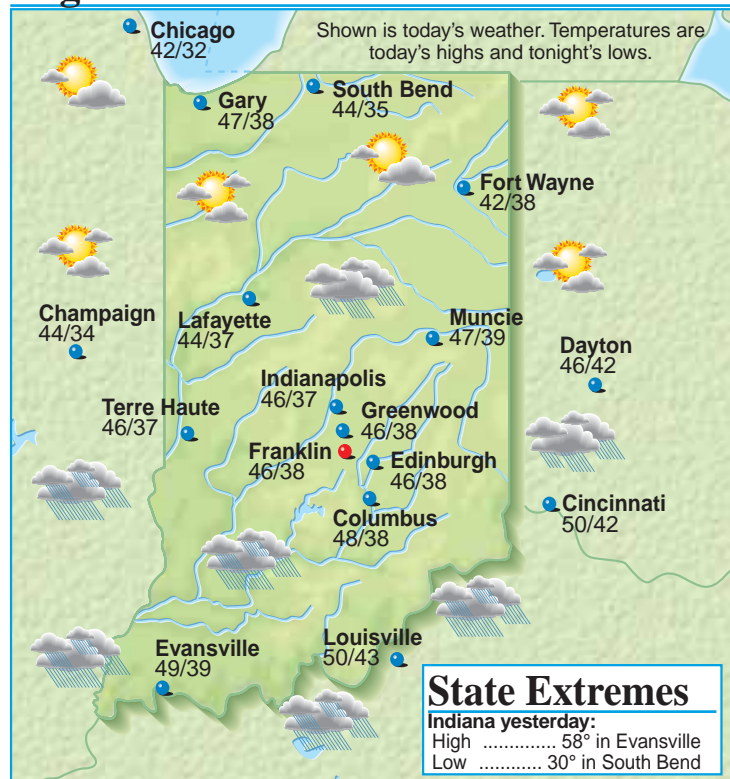 Shown is today's weather. Temperatures are
today's highs and tonight's lows.
Chicago
42/32
Gary
47/38
South Bend
44/35
Fort Wayne
42/38
Champaign
44/34
Lafayette
44/37
Muncie
47/39
Dayton
46/42
Indianapolis
46/37
Terre Haute
46/37
Greenwood
46/38
Franklin
46/38
Edinburgh
46/38
Columbus
48/38
Cincinnati
50/42
Evansville
49/39
Louisville
50/43
State Extremes
Indiana yesterday:
High .............. 58° in Evansville
Low ............ 30° in South Bend